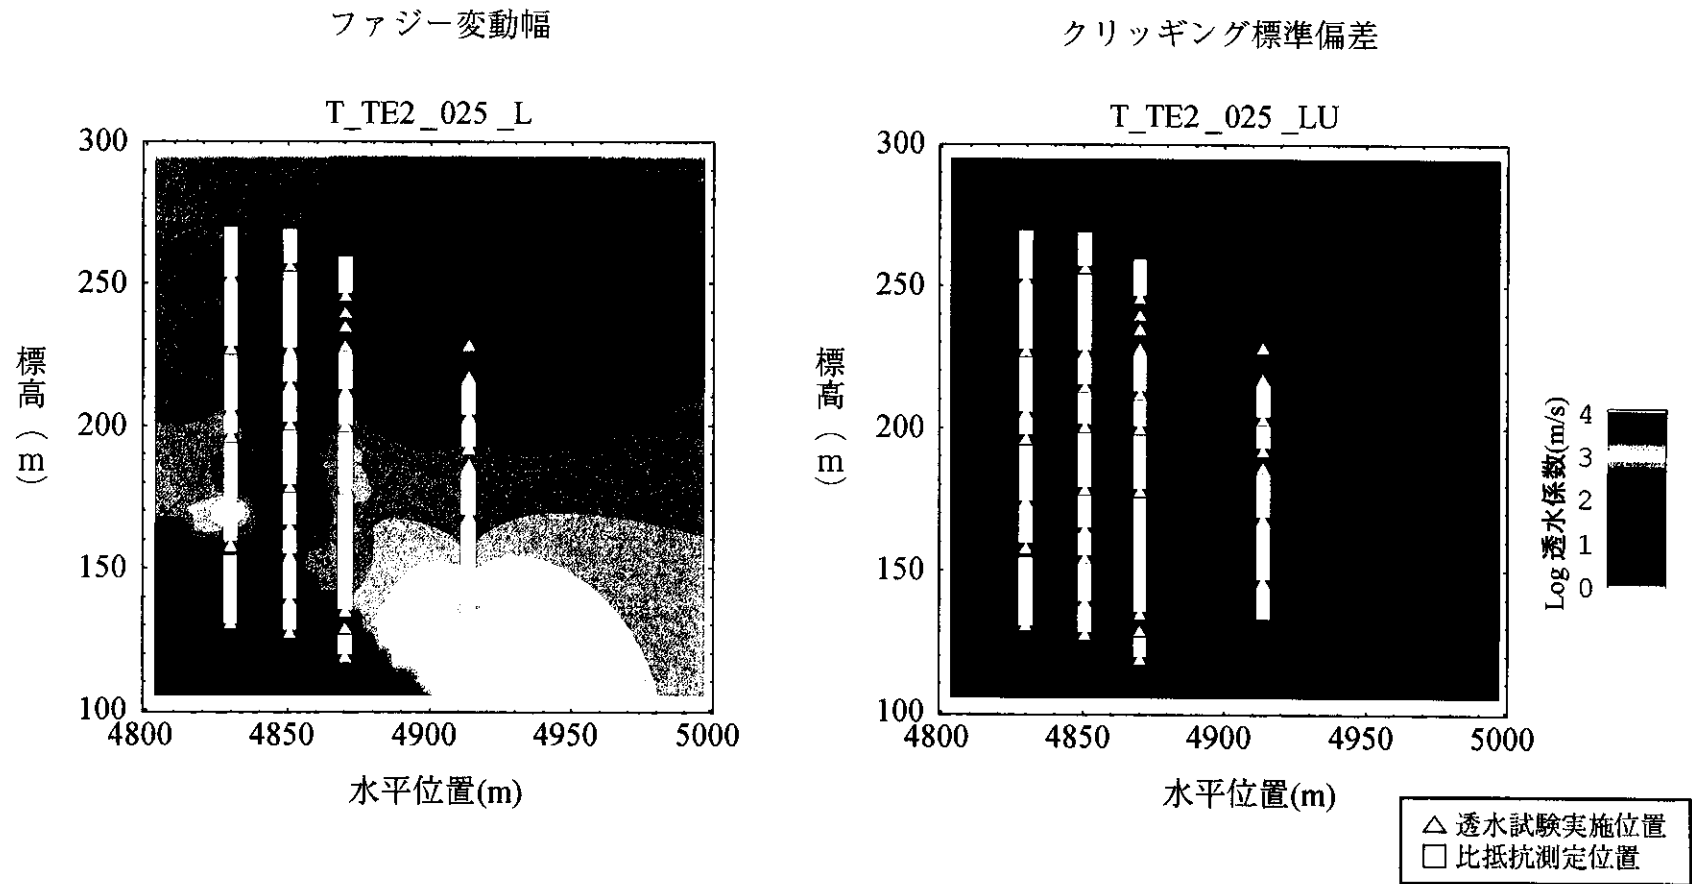 ファジー変動幅
クリッギング標準偏差
T_TE2_025_L
T_TE2_025_LU
300
250
200
150
100
標高(m)
4800
4850
4900
4950
5000
水平位置(m)
300
250
200
150
100
標高(m)
4800
4850
4900
4950
5000
水平位置(m)
Log 透水係数(m/s)
4
3
2
1
0
△ 透水試験実施位置
□ 比抵抗測定位置